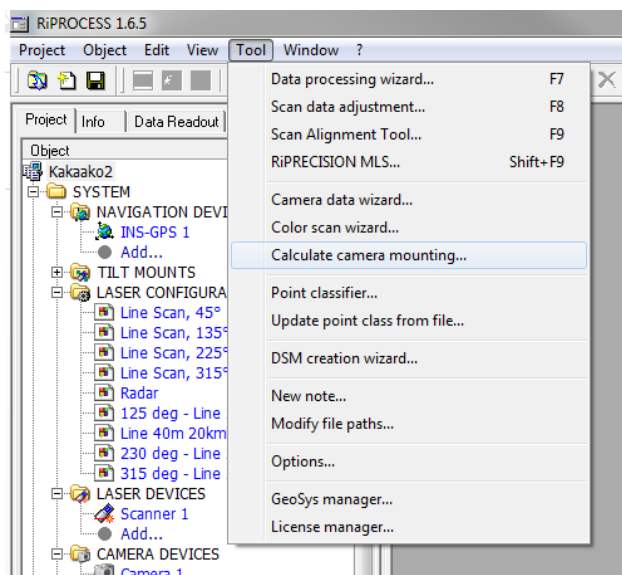 RiPROCESS 1.6.5
Project Object Edit View Tool Window ?
Data processing wizard... F7
Scan data adjustment... F8
Scan Alignment Tool... F9
RiPRECISION MLS... Shift+F9
Camera data wizard...
Color scan wizard...
Calculate camera mounting...
Point classifier...
Update point class from file...
DSM creation wizard...
New note...
Modify file paths...
Options...
GeoSys manager...
License manager...
Project Info Data Readout
Object
Kakaako2
SYSTEM
NAVIGATION DEVI
INS-GPS 1
Add...
TILT MOUNTS
LASER CONFIGURA
Line Scan, 45°
Line Scan, 135°
Line Scan, 225°
Line Scan, 315°
Radar
125 deg - Line
Line 40m 20km
230 deg - Line
315 deg - Line
LASER DEVICES
Scanner 1
Add...
CAMERA DEVICES
Camera 1